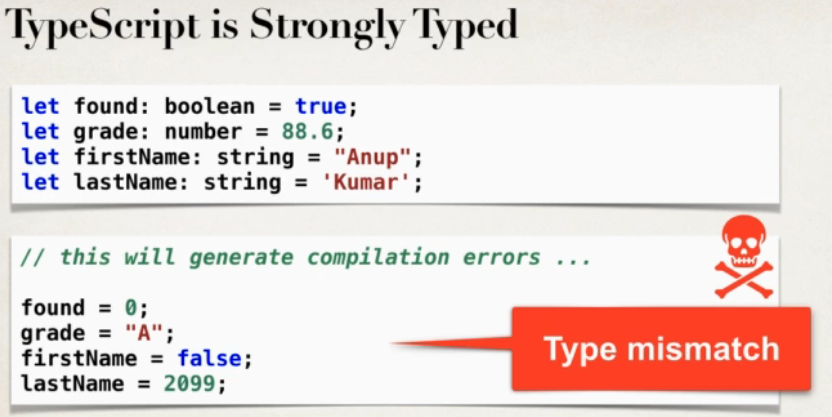 TypeScript is Strongly Typed
let found: boolean = true;
let grade: number = 88.6;
let firstName: string = "Anup";
let lastName: string = 'Kumar';
// this will generate compilation errors ...
found = 0;
grade = "A";
firstName = false;
lastName = 2099;
Type mismatch